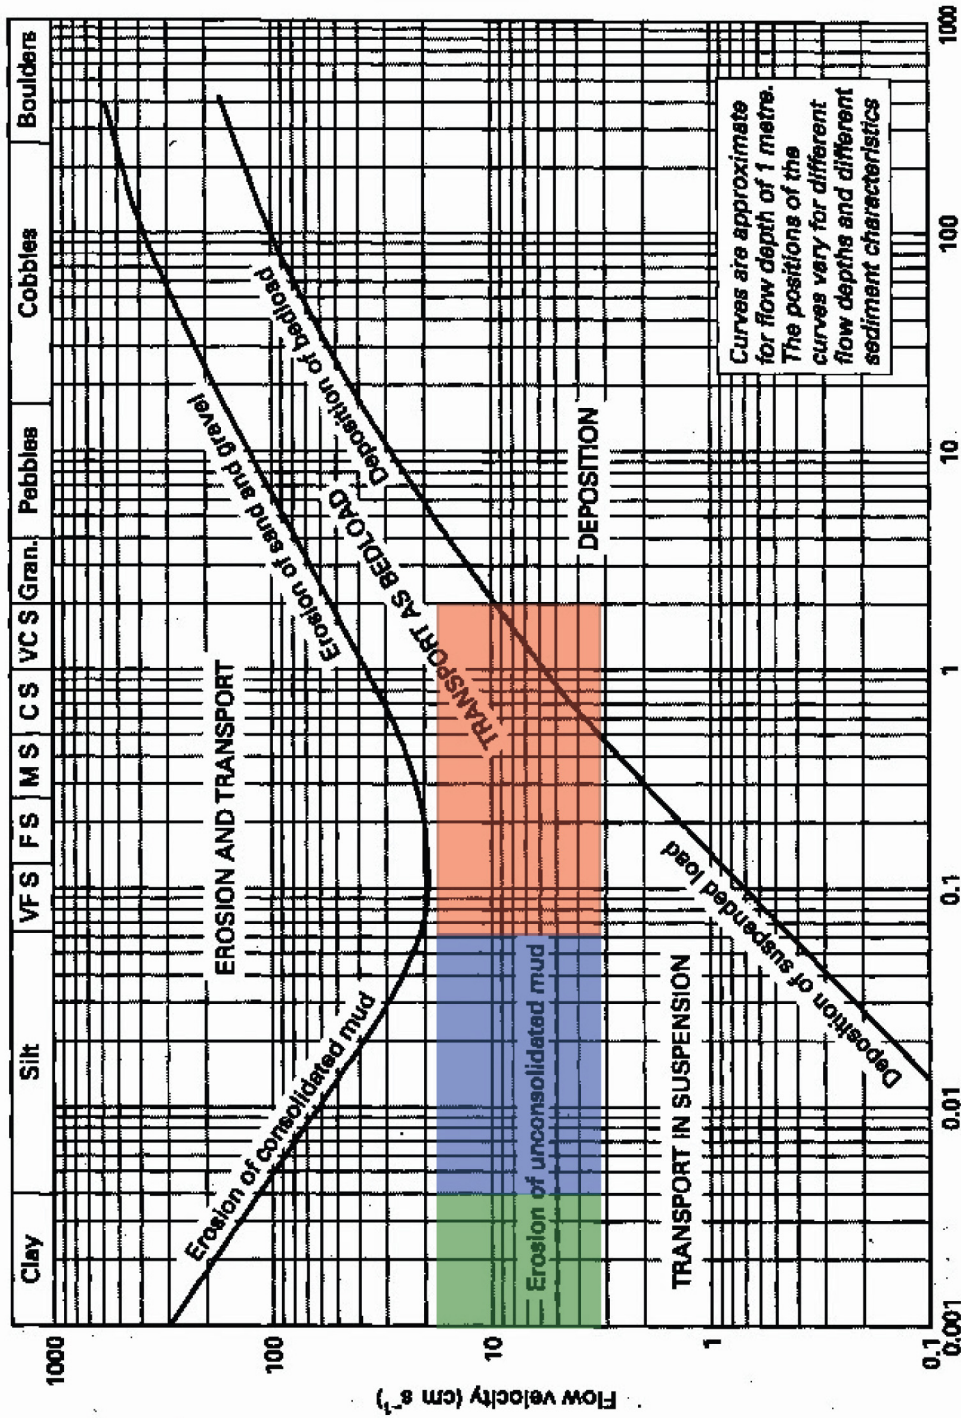 Clay
Silt
VF S
F S
M S
C S
VC S
Gran.
Pebbles
Cobbles
Boulders
Flow velocity (cm s⁻¹)
1000
100
10
1
0.1
0.001
0.01
0.1
1
10
100
1000
Erosion of consolidated mud
EROSION AND TRANSPORT
Erosion of sand and gravel
TRANSPORT AS BEDLOAD
Deposition of bedload
Erosion of unconsolidated mud
TRANSPORT IN SUSPENSION
Deposition of suspended load
DEPOSITION
Curves are approximate
for flow depth of 1 metre.
The positions of the
curves vary for different
flow depths and different
sediment characteristics